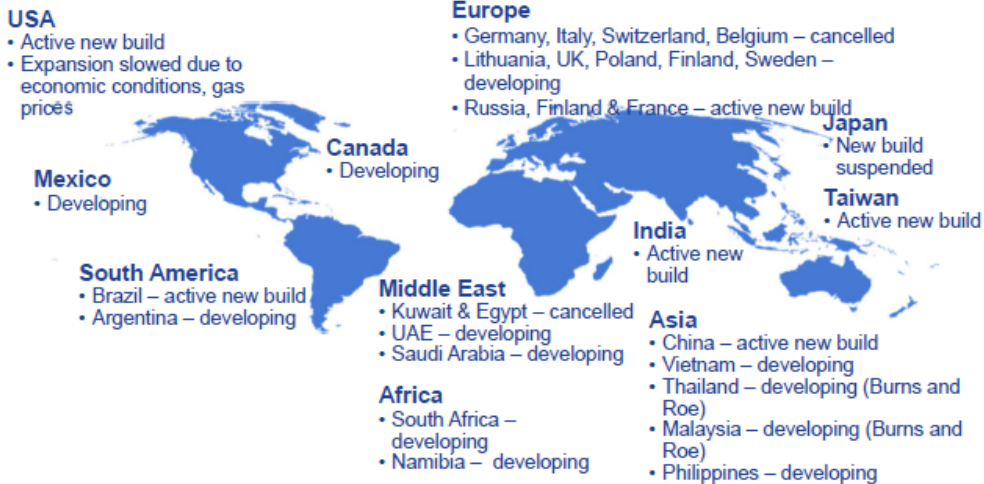 USA
• Active new build
• Expansion slowed due to
economic conditions, gas
prices
Europe
• Germany, Italy, Switzerland, Belgium – cancelled
• Lithuania, UK, Poland, Finland, Sweden –
developing
• Russia, Finland & France – active new build
Canada
• Developing
Mexico
• Developing
Japan
• New build
suspended
Taiwan
• Active new build
India
• Active new
build
South America
• Brazil – active new build
• Argentina – developing
Middle East
• Kuwait & Egypt – cancelled
• UAE – developing
• Saudi Arabia – developing
Africa
• South Africa –
developing
• Namibia – developing
Asia
• China – active new build
• Vietnam – developing
• Thailand – developing (Burns and
Roe)
• Malaysia – developing (Burns and
Roe)
• Philippines – developing